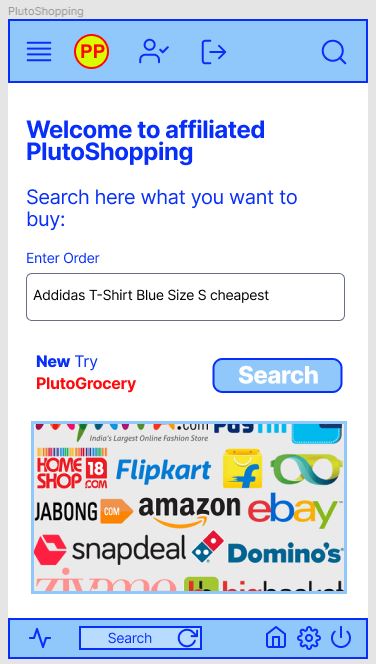 PlutoShopping
PP
Welcome to affiliated
PlutoShopping
Search here what you want to
buy:
Enter Order
Addidas T-Shirt Blue Size S cheapest
New Try
PlutoGrocery
Search
.com
India's Largest Online Fashion Store
HOME
SHOP 18
.COM
Flipkart
JABONG
.COM
amazon
ebay
snapdeal
Domino's
Search